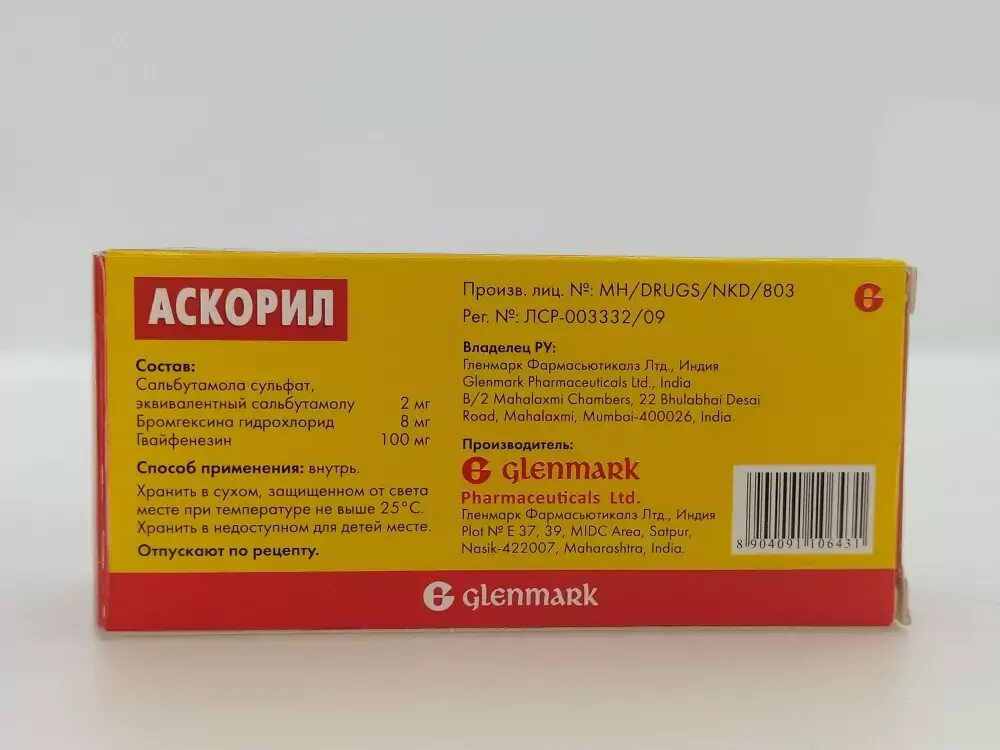 АСКОРИЛ
Состав:
Сальбутамола сульфат,
эквивалентный сальбутамолу 2 мг
Бромгексина гидрохлорид 8 мг
Гвайфенезин 100 мг
Способ применения: внутрь.
Хранить в сухом, защищенном от света
месте при температуре не выше 25°С.
Хранить в недоступном для детей месте.
Отпускают по рецепту.
Произв. лиц. №: MH/DRUGS/NKD/803
Рег. №: ЛСР-003332/09
Владелец РУ:
Гленмарк Фармасьютикалз Лтд., Индия
Glenmark Pharmaceuticals Ltd., India
B/2 Mahalaxmi Chambers, 22 Bhulabhai Desai
Road, Mahalaxmi, Mumbai-400026, India.
Производитель:
glenmark
Pharmaceuticals Ltd.
Гленмарк Фармасьютикалз Лтд., Индия
Plot № E 37, 39, MIDC Area, Satpur,
Nasik-422007, Maharashtra, India.
8 904091 106431
glenmark